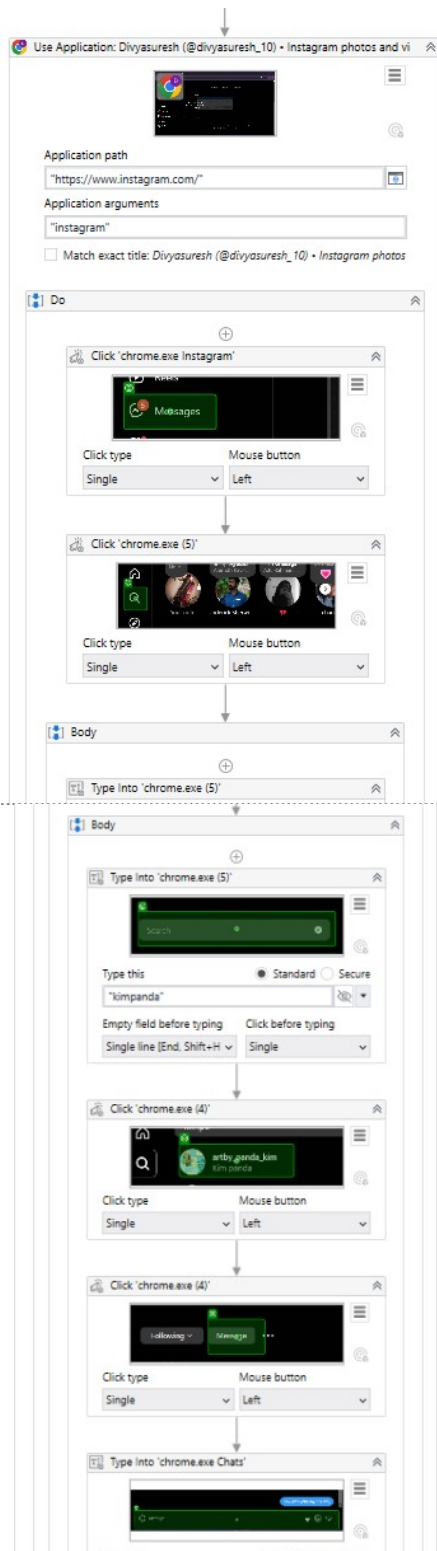 Use Application: Divyasuresh (@divyasuresh_10) • Instagram photos and vi
Application path
"https://www.instagram.com/"
Application arguments
"instagram"
Match exact title: Divyasuresh (@divyasuresh_10) • Instagram photos
Do
Click 'chrome.exe Instagram'
Reels
Messages
Click type
Mouse button
Single
Left
Click 'chrome.exe (5)'
Click type
Mouse button
Single
Left
Body
Type Into 'chrome.exe (5)'
Body
Type Into 'chrome.exe (5)'
Search
Type this
Standard
Secure
"kimpanda"
Empty field before typing
Click before typing
Single line [End, Shift+H
Single
Click 'chrome.exe (4)'
artby_panda_kim
Kim panda
Click type
Mouse button
Single
Left
Click 'chrome.exe (4)'
Following
Message
Click type
Mouse button
Single
Left
Type Into 'chrome.exe Chats'